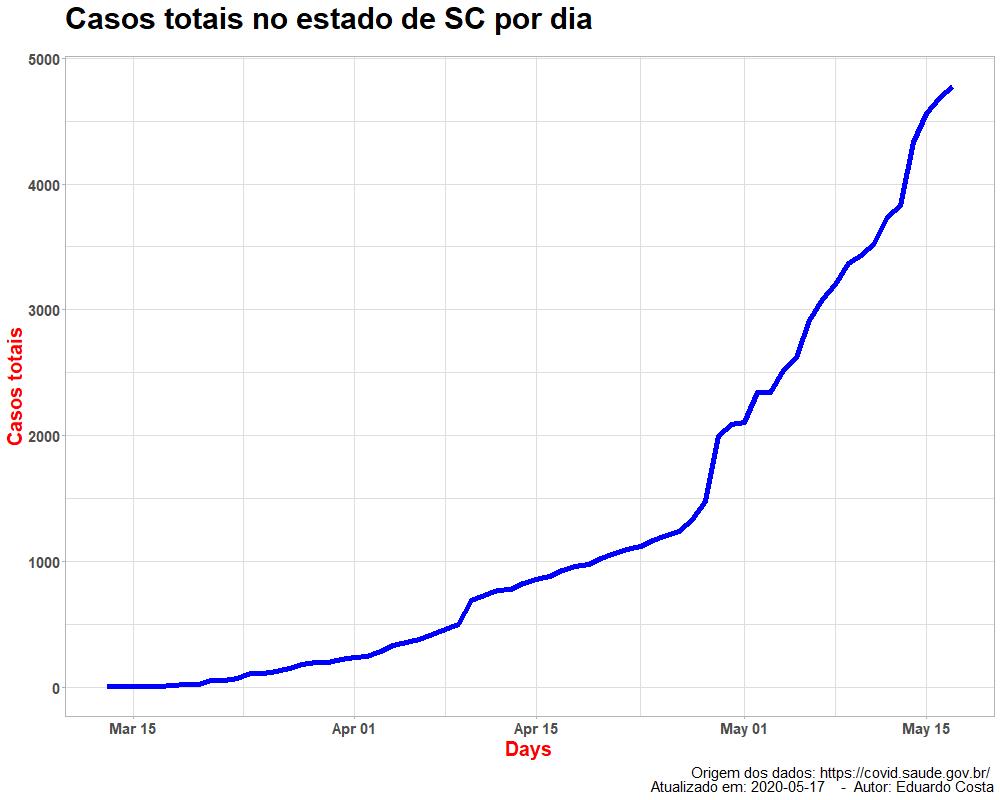 Casos totais no estado de SC por dia
Casos totais
5000
4000
3000
2000
1000
0
Mar 15 Apr 01 Apr 15 May 01 May 15
Days
Origem dos dados: https://covid.saude.gov.br/
Atualizado em: 2020-05-17 - Autor: Eduardo Costa